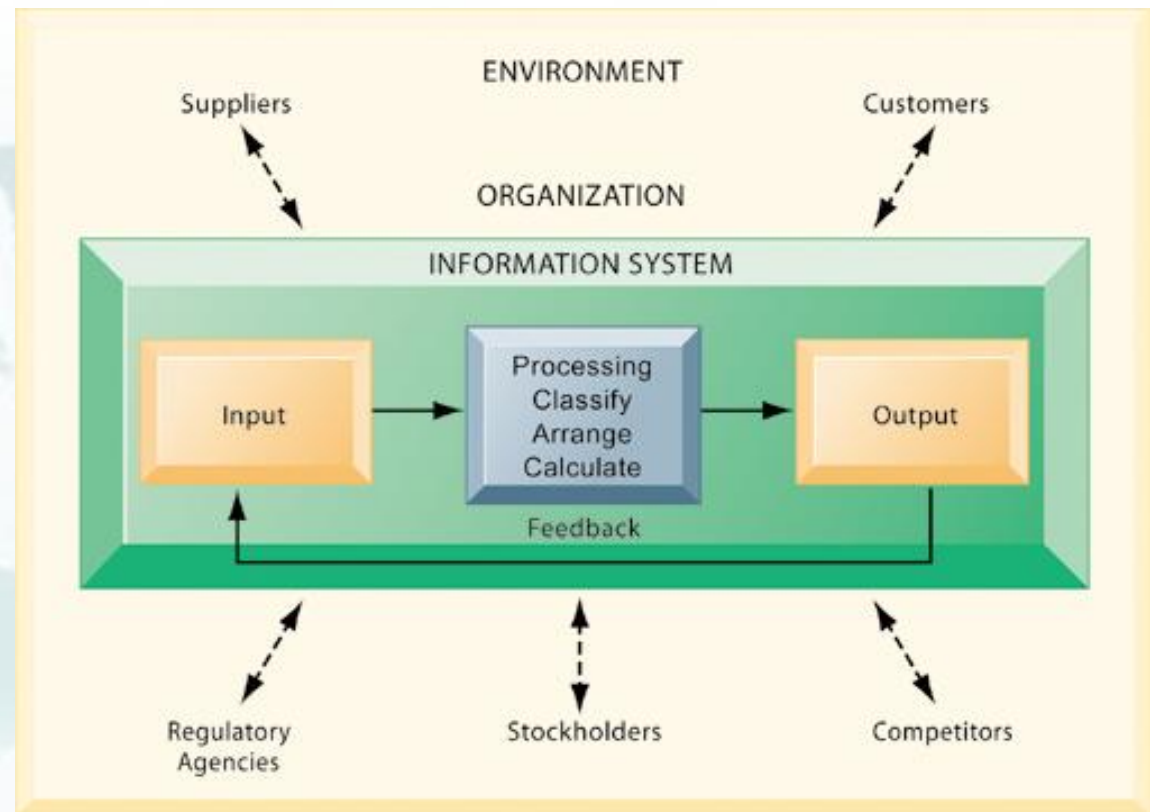 ENVIRONMENT
Suppliers
Customers
ORGANIZATION
INFORMATION SYSTEM
Input
Processing
Classify
Arrange
Calculate
Output
Feedback
Regulatory
Agencies
Stockholders
Competitors